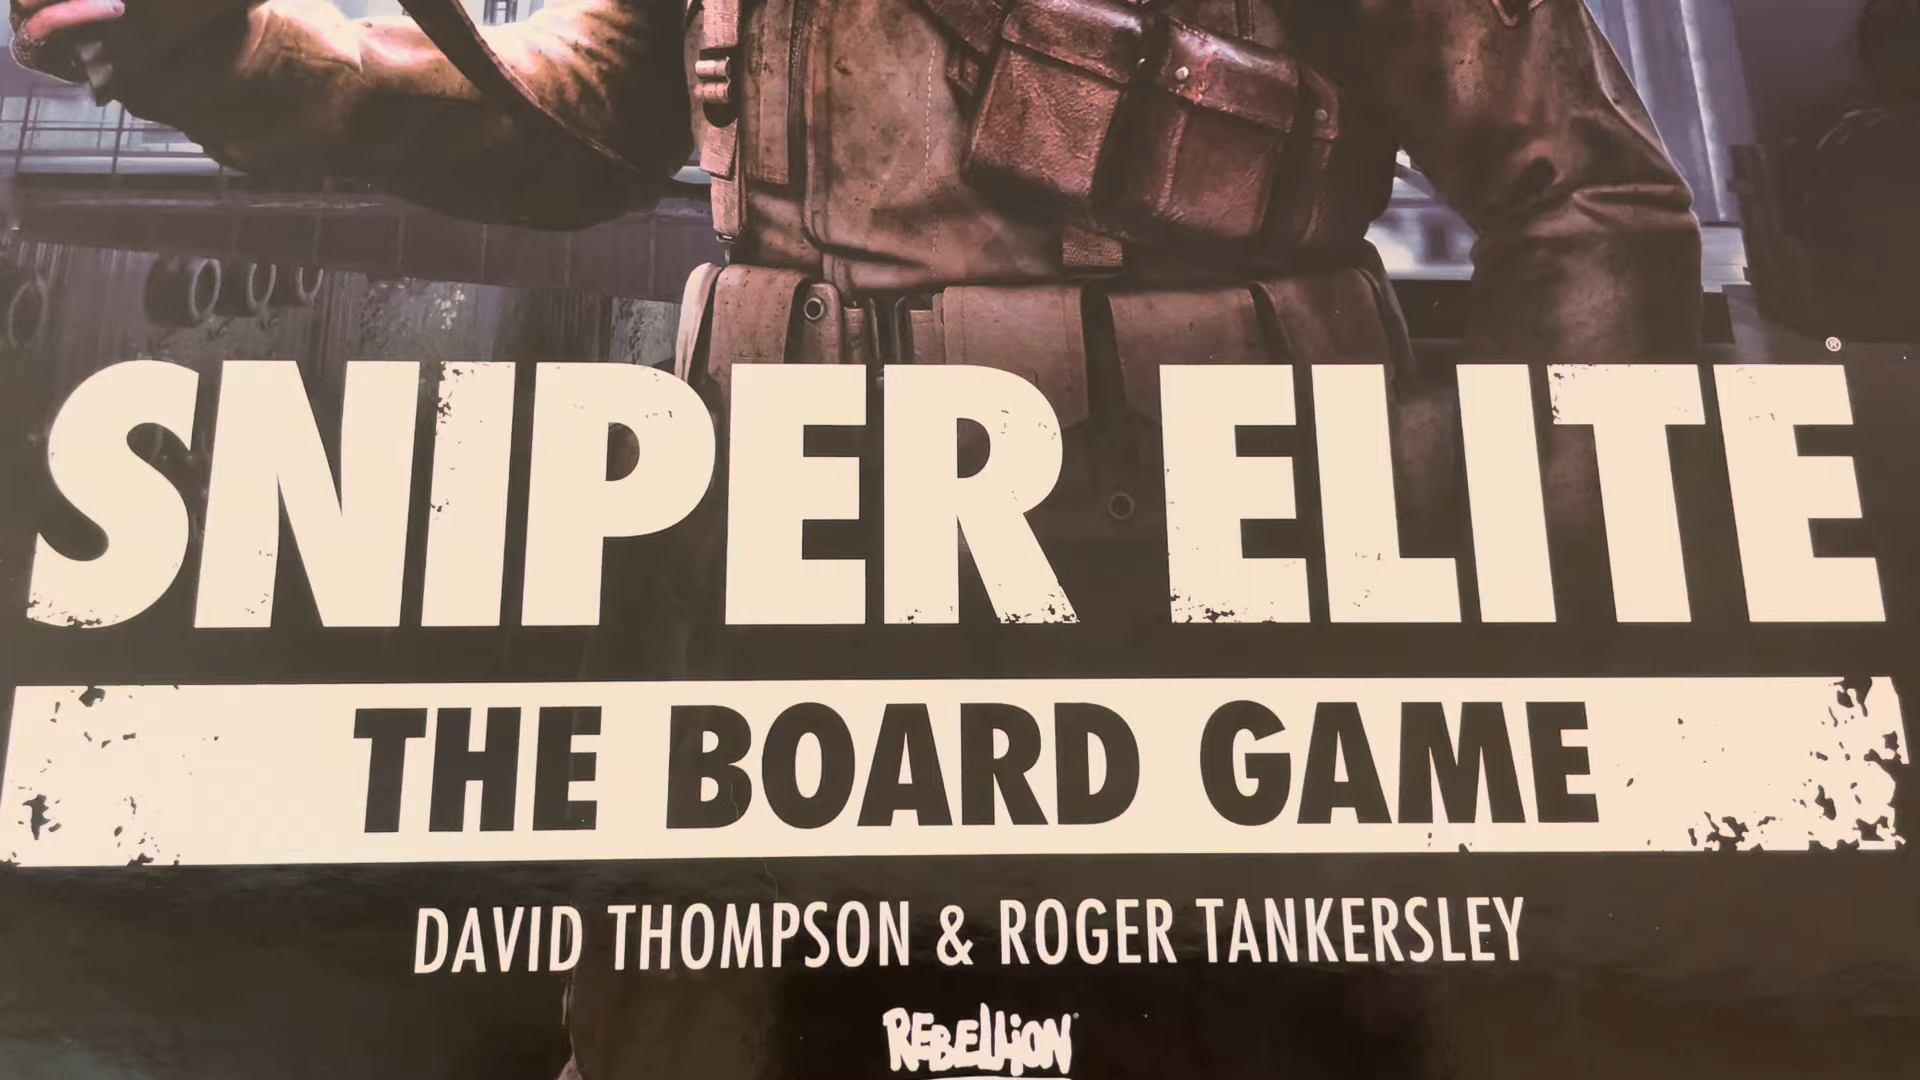 SNIPER ELITE®
THE BOARD GAME
DAVID THOMPSON & ROGER TANKERSLEY
REBELLION